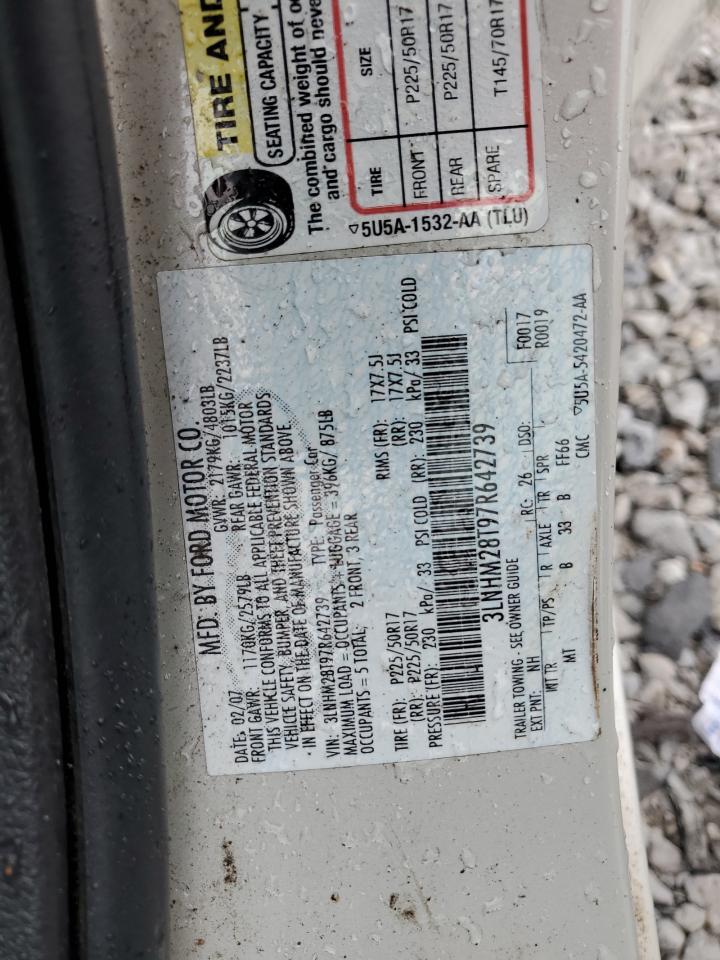 TIRE AND
SEATING CAPACITY
The combined weight of oc
and cargo should neve
TIRE SIZE
FRONT P225/50R17
REAR P225/50R17
SPARE T145/70R17
5U5A-1532-AA (TLU)
MFD. BY FORD MOTOR CO.
DATE: 02/07 GVWR: 2179KG/4803LB
FRONT GAWR: 1170KG/2579LB REAR GAWR: 1015KG/2237LB
THIS VEHICLE CONFORMS TO ALL APPLICABLE FEDERAL MOTOR
VEHICLE SAFETY, BUMPER, AND THEFT PREVENTION STANDARDS
IN EFFECT ON THE DATE OF MANUFACTURE SHOWN ABOVE.
VIN: 3LNHM28T97R642739 TYPE: Passenger Car
MAXIMUM LOAD = OCCUPANTS + LUGGAGE = 396KG/ 875LB
OCCUPANTS = 5 TOTAL: 2 FRONT, 3 REAR
TIRE (FR): P225/50R17 RIMS (FR): 17X7.5J
(RR): P225/50R17 (RR): 17X7.5J
PRESSURE (FR): 230 kPa/ 33 PSI COLD (RR): 230 kPa/ 33 PSI COLD
3LNHM28T97R642739
TRAILER TOWING - SEE OWNER GUIDE
EXT PNT: NH RC: 26 DSO: F0017
R0019
WB INT TR TP/PS R AXLE TR SPR
MT B 33 B FF66
CMC 5U5A-5420472-AA